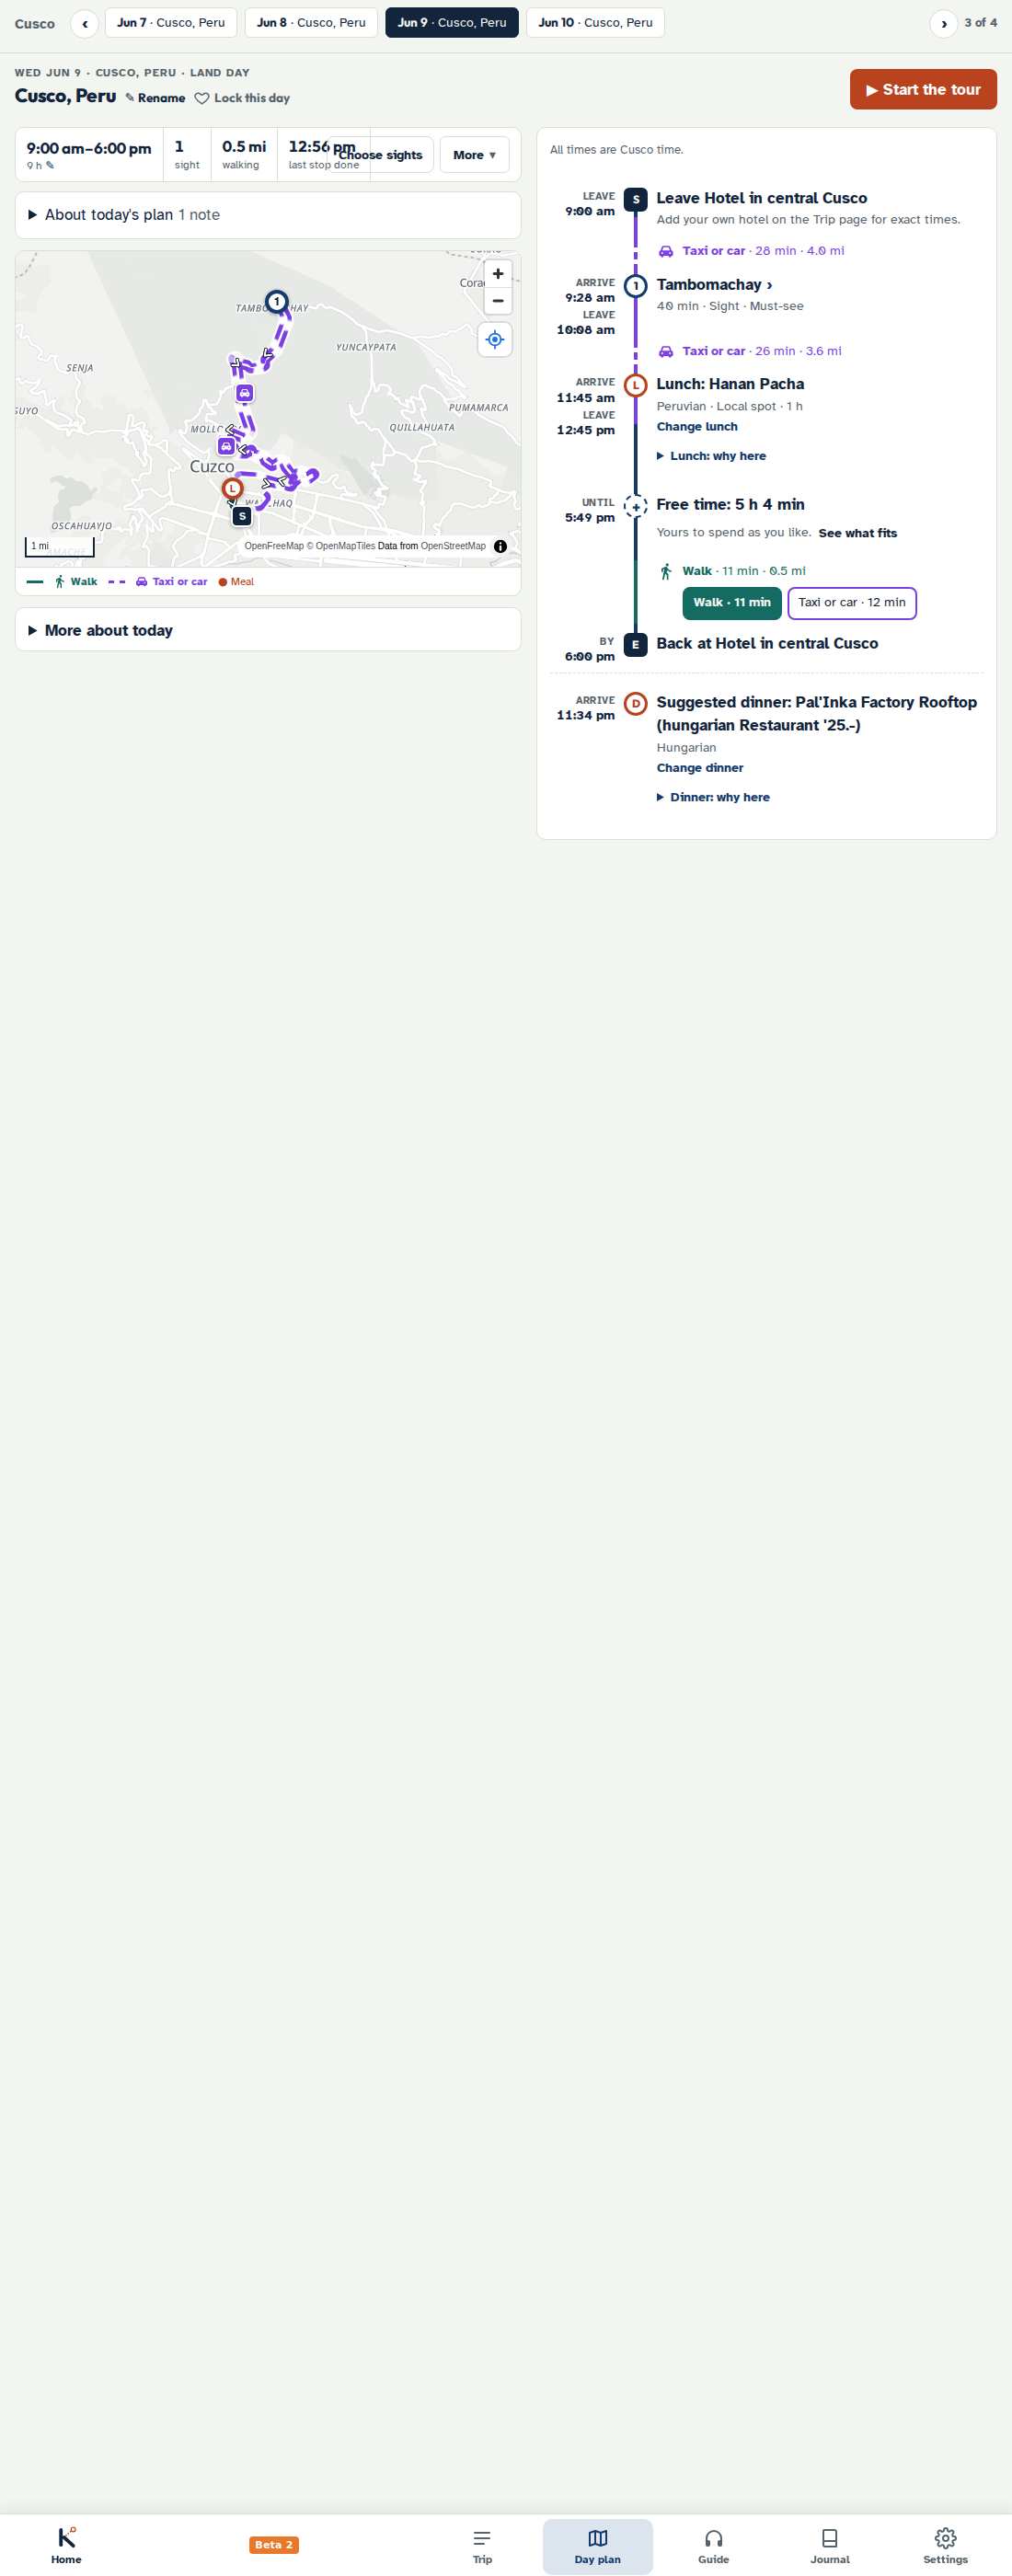 Cusco
‹
Jun 7 · Cusco, Peru
Jun 8 · Cusco, Peru
Jun 9 · Cusco, Peru
Jun 10 · Cusco, Peru
›
3 of 4
WED JUN 9 · CUSCO, PERU · LAND DAY
Cusco, Peru ✎ Rename Lock this day
▶ Start the tour
9:00 am–6:00 pm
9 h ✎
1
sight
0.5 mi
walking
12:56 pm
last stop done
Choose sights
More ▾
▶ About today's plan 1 note
TAMBOMACHAY
YUNCAYPATA
SENJA
PUMAMARCA
QUILLAHUATA
Cuzco
OSCAHUAYJO
1
L
S
+
−
1 mi
OpenFreeMap © OpenMapTiles Data from OpenStreetMap
Walk Taxi or car Meal
▶ More about today
All times are Cusco time.
LEAVE
9:00 am
S
Leave Hotel in central Cusco
Add your own hotel on the Trip page for exact times.
Taxi or car · 28 min · 4.0 mi
ARRIVE
9:28 am
LEAVE
10:08 am
1
Tambomachay ›
40 min · Sight · Must-see
Taxi or car · 26 min · 3.6 mi
ARRIVE
11:45 am
LEAVE
12:45 pm
L
Lunch: Hanan Pacha
Peruvian · Local spot · 1 h
Change lunch
▶ Lunch: why here
UNTIL
5:49 pm
+
Free time: 5 h 4 min
Yours to spend as you like. See what fits
Walk · 11 min · 0.5 mi
Walk · 11 min
Taxi or car · 12 min
BY
6:00 pm
E
Back at Hotel in central Cusco
ARRIVE
11:34 pm
D
Suggested dinner: Pal'Inka Factory Rooftop
(hungarian Restaurant '25.-)
Hungarian
Change dinner
▶ Dinner: why here
Home
Beta 2
Trip
Day plan
Guide
Journal
Settings